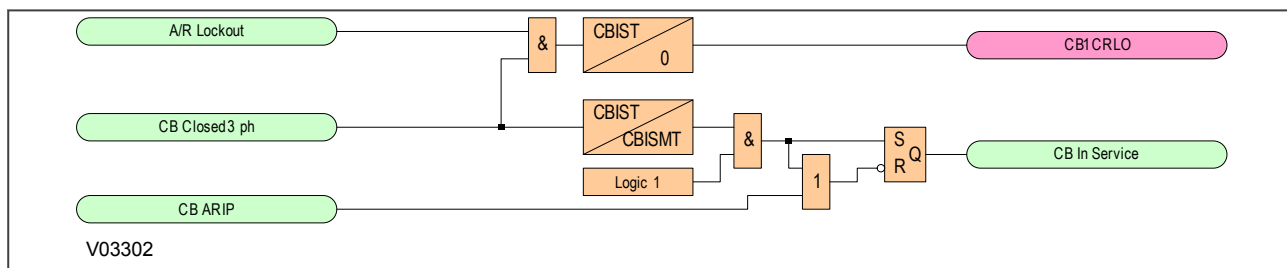 A/R Lockout
&
CBIST
0
CB1CRLO
CB Closed3 ph
CBIST
CBISMT
&
S
Q
R
CB In Service
Logic 1
1
CB ARIP
V03302